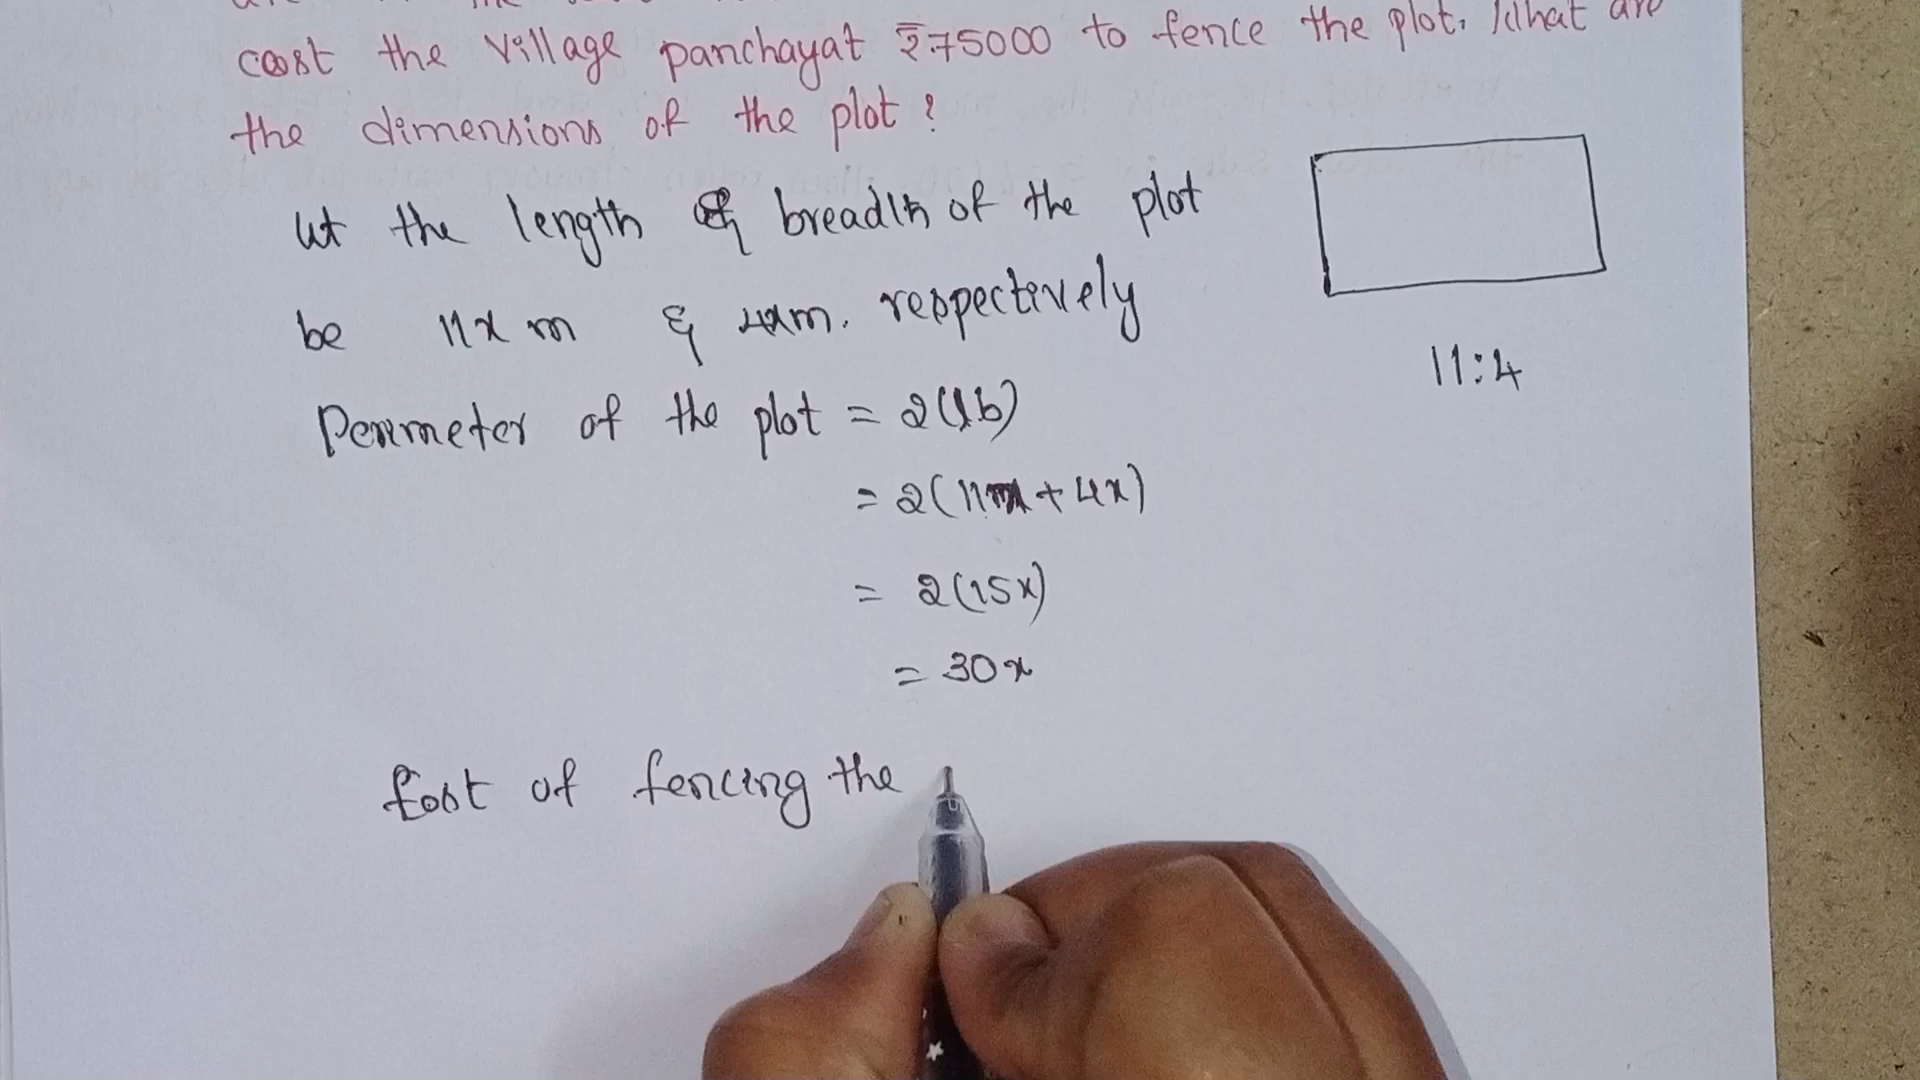 cost the village panchayat ₹75000 to fence the plot. What are
the dimensions of the plot?
let the length & breadth of the plot
be 11x m & 4xm. respectively
11:4
Perimeter of the plot = 2(lb)
= 2(11x + 4x)
= 2(15x)
= 30x
Cost of fencing the